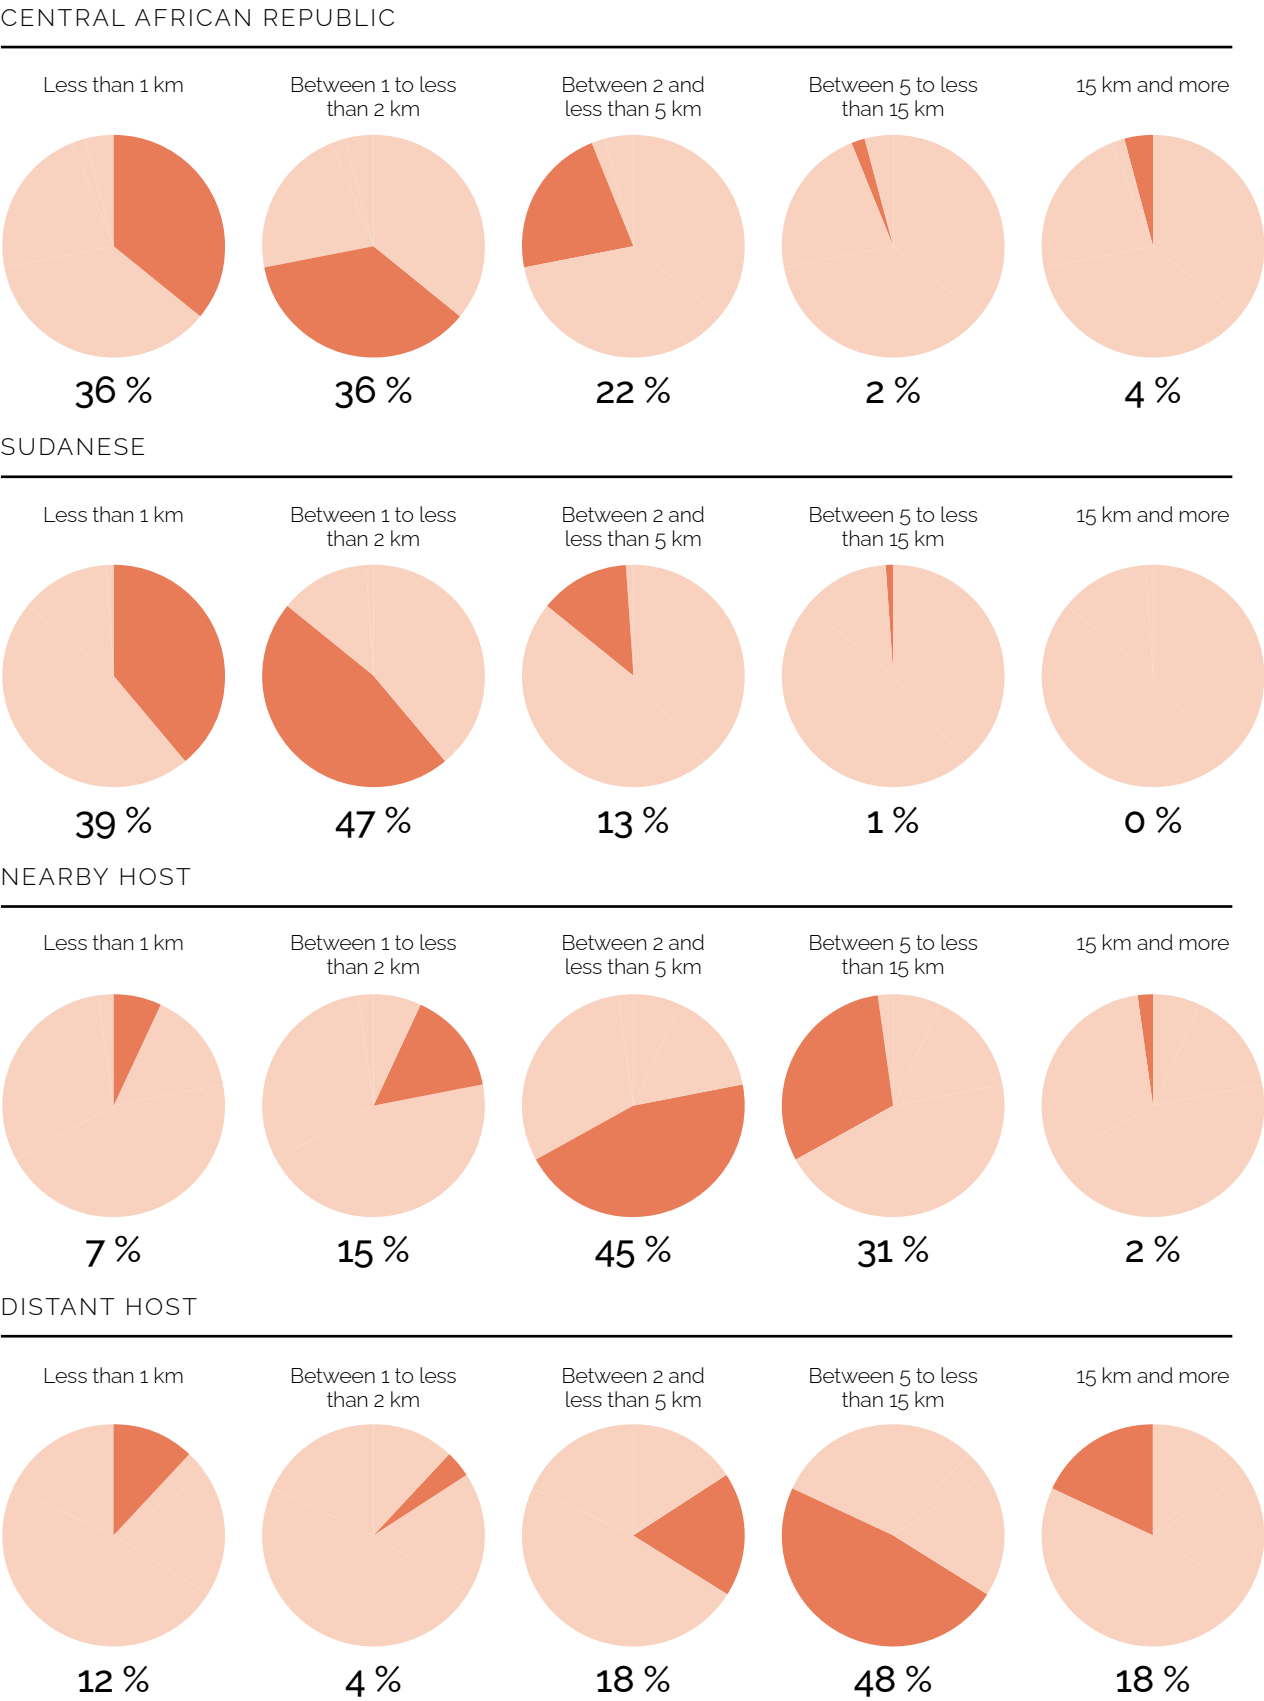 CENTRAL AFRICAN REPUBLIC
Less than 1 km
Between 1 to less
than 2 km
Between 2 and
less than 5 km
Between 5 to less
than 15 km
15 km and more
36 %
36 %
22 %
2 %
4 %
SUDANESE
Less than 1 km
Between 1 to less
than 2 km
Between 2 and
less than 5 km
Between 5 to less
than 15 km
15 km and more
39 %
47 %
13 %
1 %
0 %
NEARBY HOST
Less than 1 km
Between 1 to less
than 2 km
Between 2 and
less than 5 km
Between 5 to less
than 15 km
15 km and more
7 %
15 %
45 %
31 %
2 %
DISTANT HOST
Less than 1 km
Between 1 to less
than 2 km
Between 2 and
less than 5 km
Between 5 to less
than 15 km
15 km and more
12 %
4 %
18 %
48 %
18 %